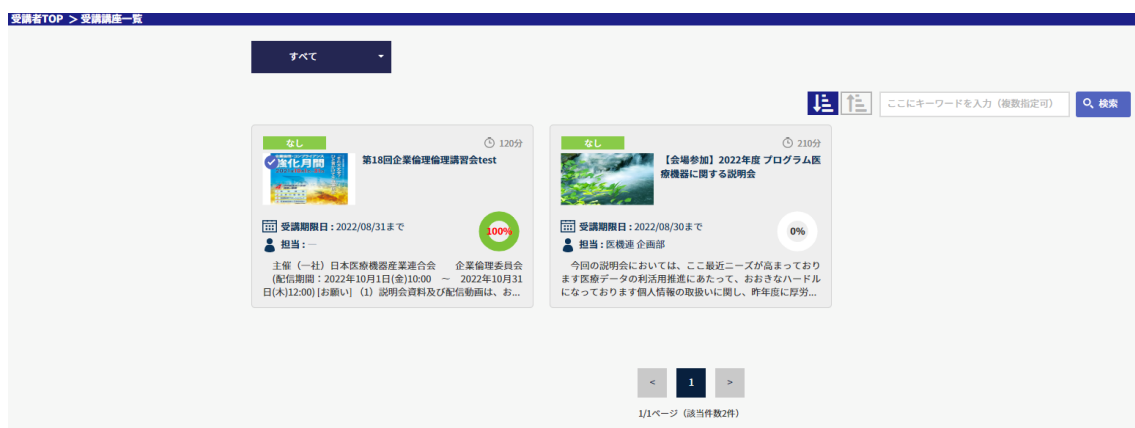 受講者TOP ＞受講講座一覧
すべて
ここにキーワードを入力（複数指定可）
検索
なし
120分
強化月間
第18回企業倫理倫理講習会test
受講期限日 : 2022/08/31まで
100%
担当 : ―
主催（一社）日本医療機器産業連合会　企業倫理委員会
(配信期間：2022年10月1日(金)10:00　～　2022年10月31
日(木)12:00) [お願い]（1）説明会資料及び配信動画は、お...
なし
210分
【会場参加】2022年度 プログラム医
療機器に関する説明会
受講期限日 : 2022/08/30まで
0%
担当 : 医機連 企画部
今回の説明会においては、ここ最近ニーズが高まっており
ます医療データの利活用推進にあたって、おおきなハードル
になっております個人情報の取扱いに関し、昨年度に厚労...
<
1
>
1/1ページ（該当件数2件）